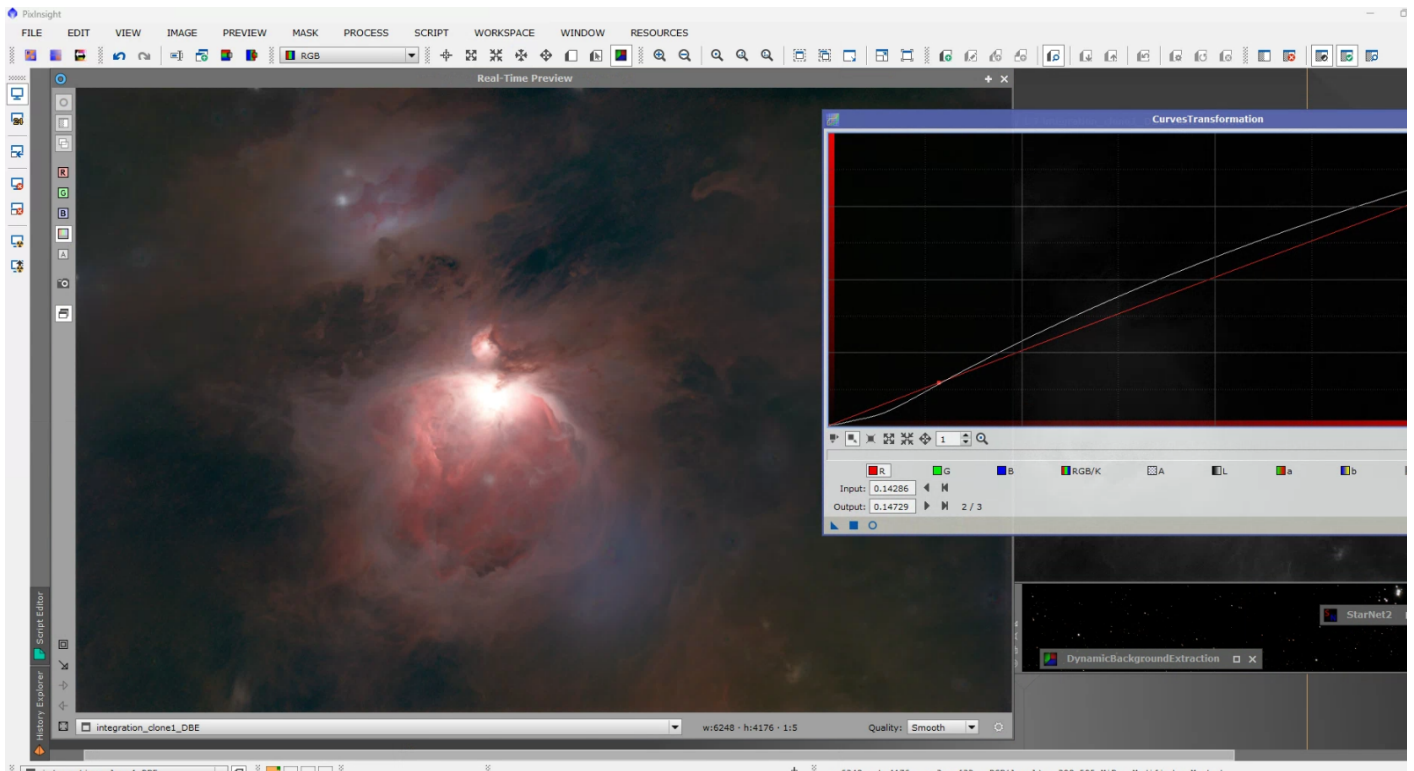 PixInsight
FILE EDIT VIEW IMAGE PREVIEW MASK PROCESS SCRIPT WORKSPACE WINDOW RESOURCES
RGB
Real-Time Preview
CurvesTransformation
R
G
B
A
1
R G B RGB/K A L a b
Input: 0.14286
Output: 0.14729 2 / 3
Script Editor
History Explorer
StarNet2
DynamicBackgroundExtraction
integration_clone1_DBE w:6248 · h:4176 · 1:5 Quality: Smooth